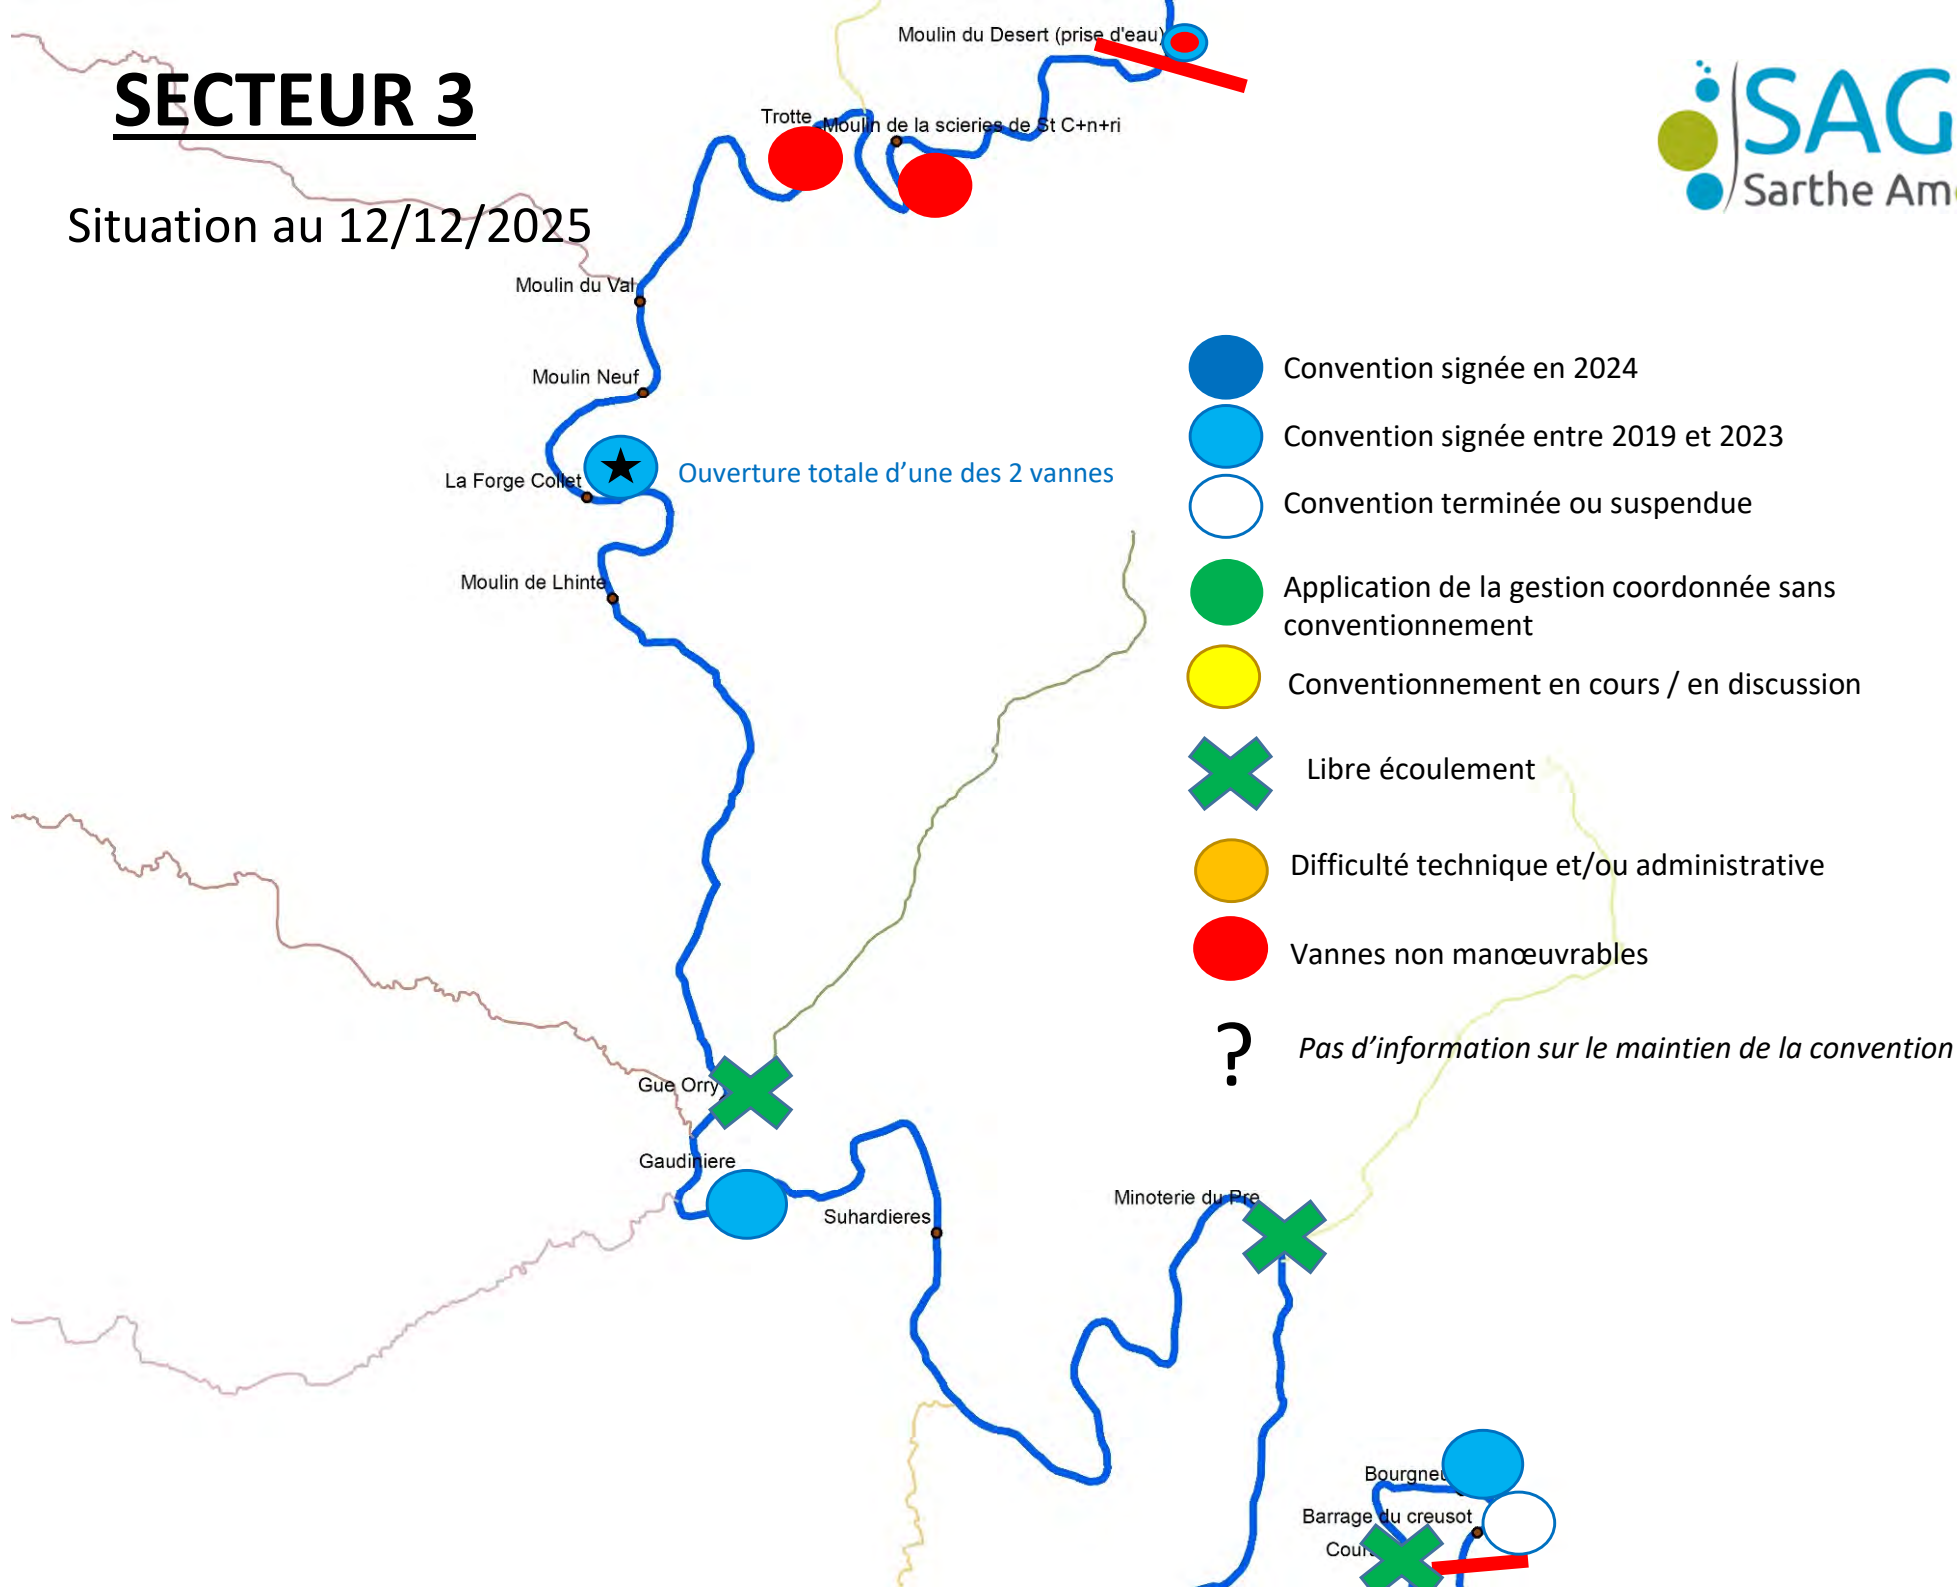 SECTEUR 3
Situation au 12/12/2025
SAG
Sarthe Am
Moulin du Desert (prise d'eau)
Trotte
Moulin de la scieries de St C+n+ri
Moulin du Val
Moulin Neuf
La Forge Collet
Ouverture totale d’une des 2 vannes
Moulin de Lhinte
Convention signée en 2024
Convention signée entre 2019 et 2023
Convention terminée ou suspendue
Application de la gestion coordonnée sans
conventionnement
Conventionnement en cours / en discussion
Libre écoulement
Difficulté technique et/ou administrative
Vannes non manœuvrables
? Pas d’information sur le maintien de la convention
Gue Orry
Gaudiniere
Suhardieres
Minoterie du Pre
Bourgneu
Barrage du creusot
Cour